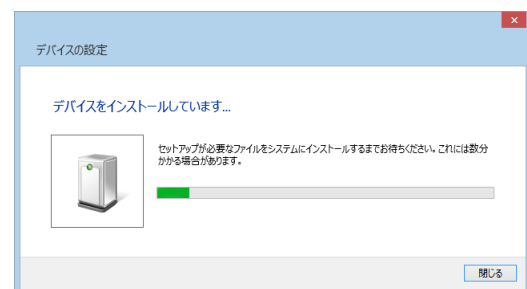 デバイスの設定
デバイスをインストールしています...
セットアップが必要なファイルをシステムにインストールするまでお待ちください。これには数分
かかる場合があります。
閉じる